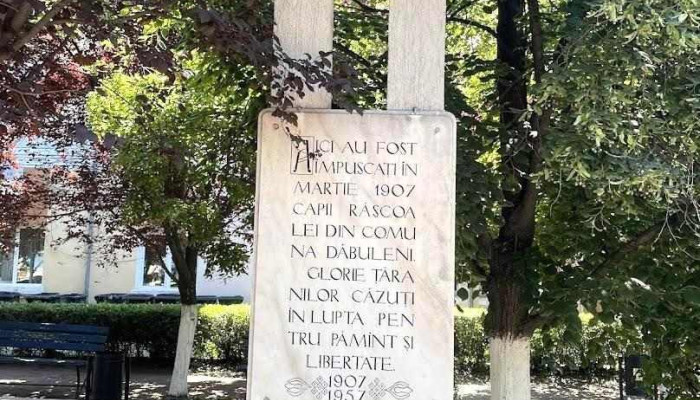 AICI AU FOST
ÎMPUSCAȚI ÎN
MARTIE 1907
CAPII RĂSCOA
LEI DIN COMU
NA DĂBULENI.
GLORIE ȚĂRA
NILOR CĂZUȚI
ÎN LUPTA PEN
TRU PĂMÎNT ȘI
LIBERTATE.
1907
1957